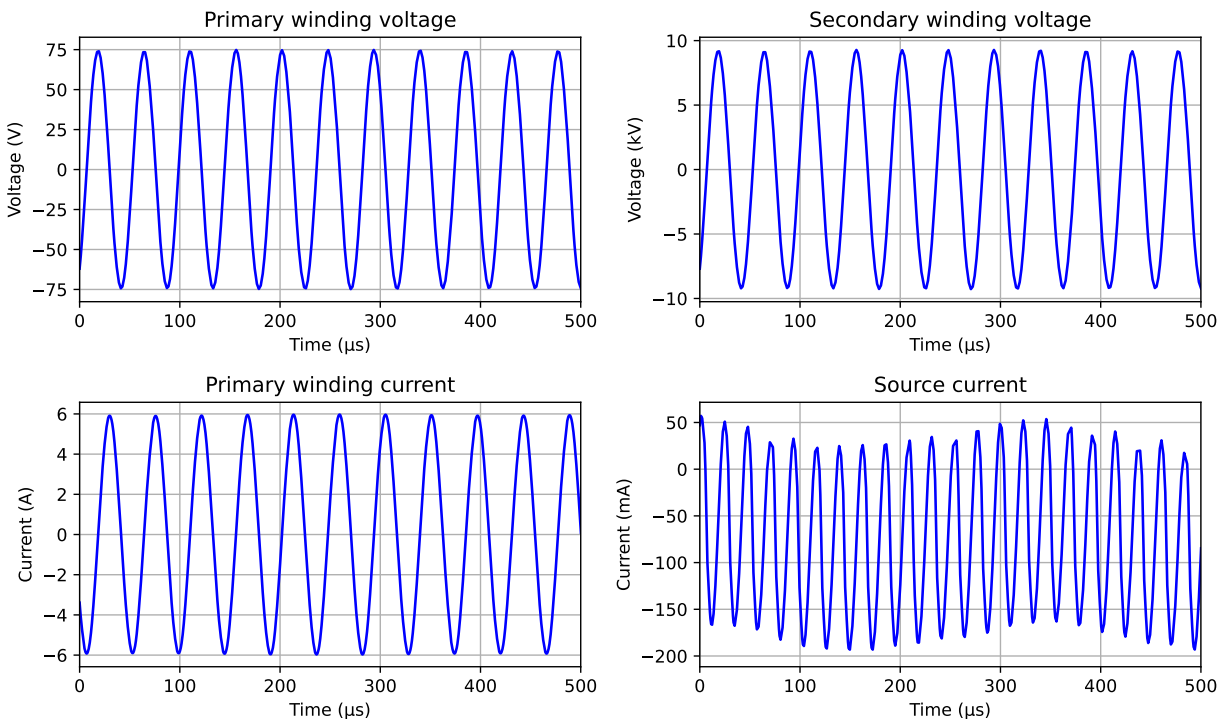 Primary winding voltage
Voltage (V)
75
50
25
0
−25
−50
−75
0 100 200 300 400 500
Time (µs)
Secondary winding voltage
Voltage (kV)
10
5
0
−5
−10
0 100 200 300 400 500
Time (µs)
Primary winding current
Current (A)
6
4
2
0
−2
−4
−6
0 100 200 300 400 500
Time (µs)
Source current
Current (mA)
50
0
−50
−100
−150
−200
0 100 200 300 400 500
Time (µs)